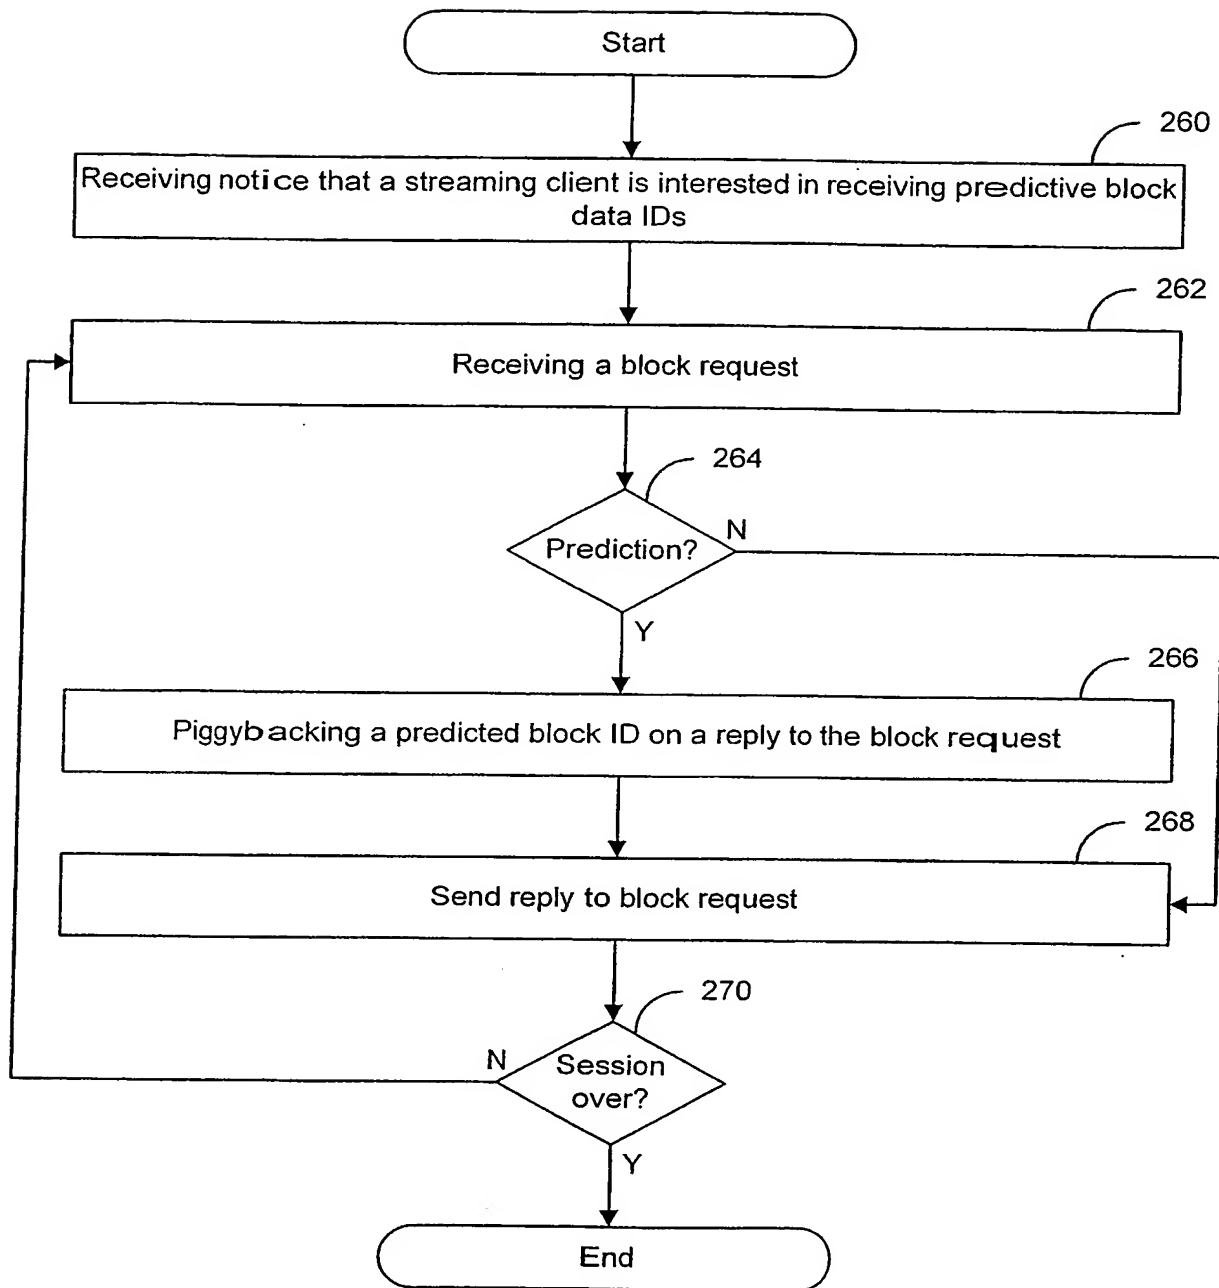 Start
260
Receiving notice that a streaming client is interested in receiving predictive block
data IDs
262
Receiving a block request
264
Prediction?
N
Y
266
Piggybacking a predicted block ID on a reply to the block request
268
Send reply to block request
270
N
Session
over?
Y
End